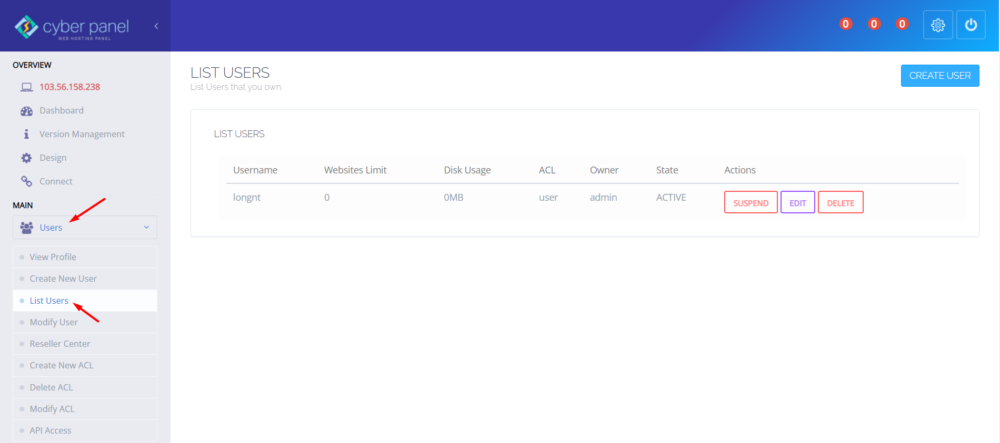 cyber panel
WEB HOSTING PANEL
0 0 0
OVERVIEW
103.56.158.238
Dashboard
Version Management
Design
Connect
MAIN
Users
View Profile
Create New User
List Users
Modify User
Reseller Center
Create New ACL
Delete ACL
Modify ACL
API Access
LIST USERS
List Users that you own.
CREATE USER
LIST USERS
Username Websites Limit Disk Usage ACL Owner State Actions
longnt 0 0MB user admin ACTIVE SUSPEND EDIT DELETE